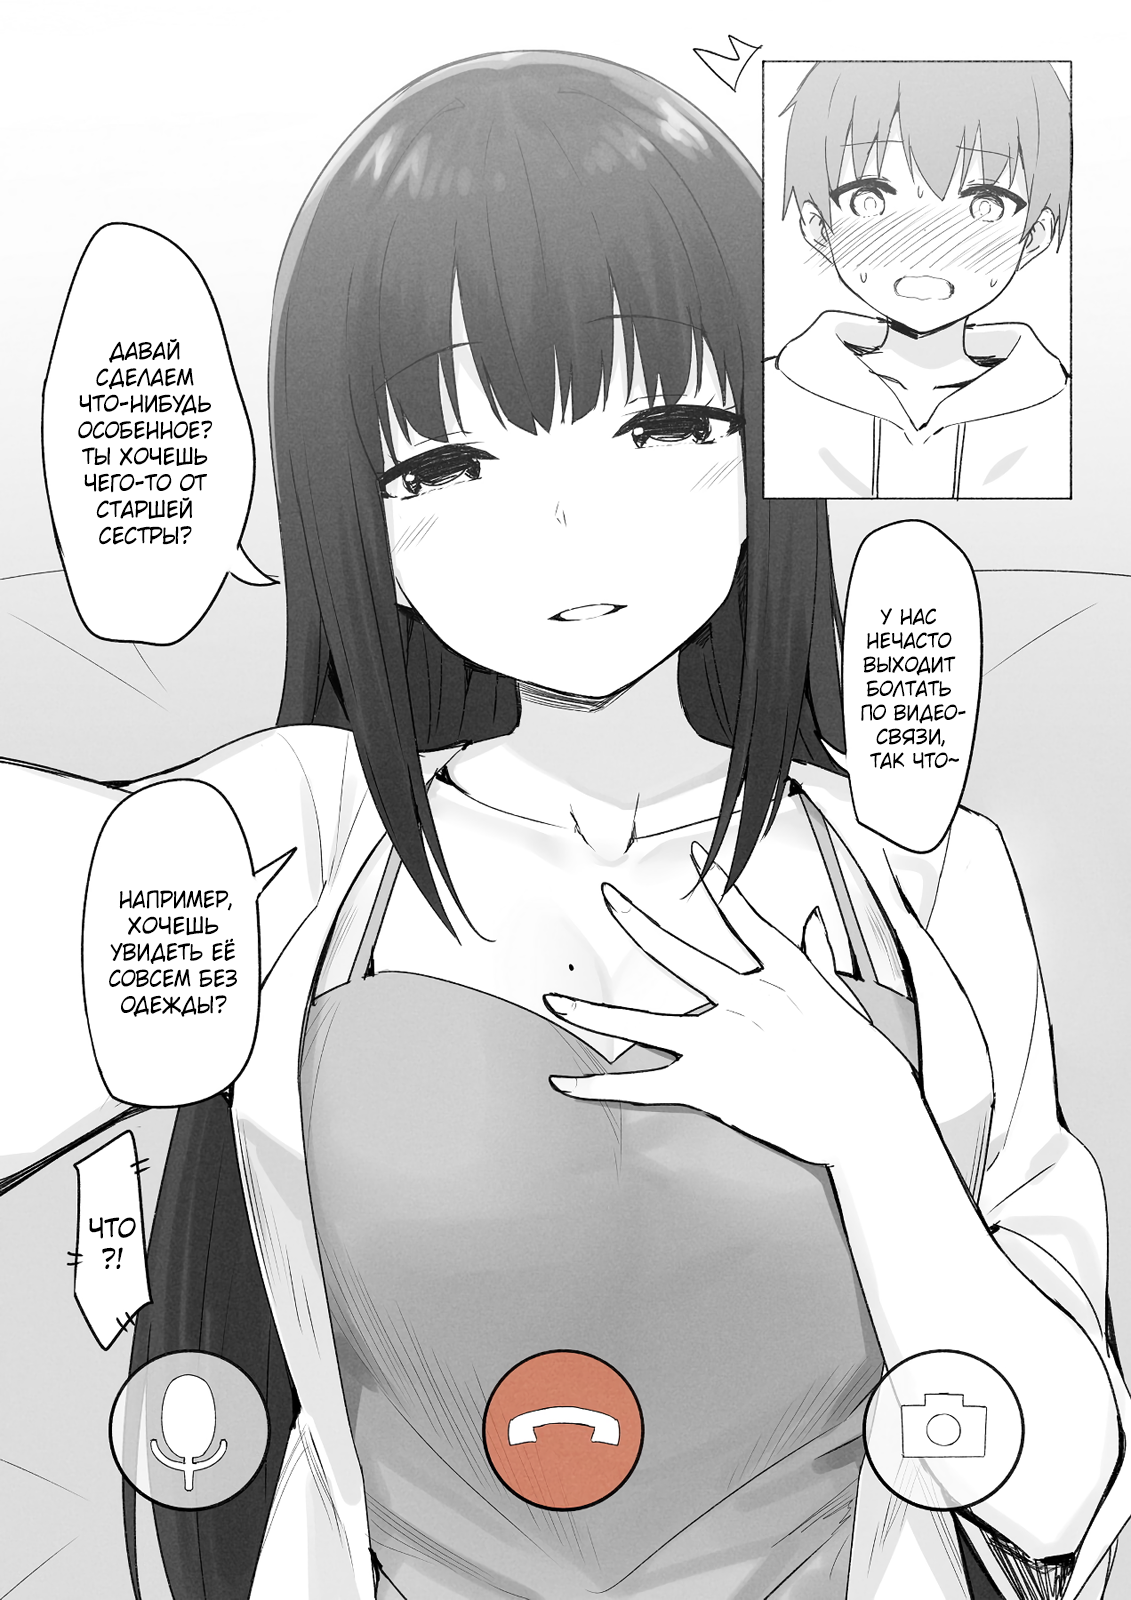 ДАВАЙ
СДЕЛАЕМ
ЧТО-НИБУДЬ
ОСОБЕННОЕ?
ТЫ ХОЧЕШЬ
ЧЕГО-ТО ОТ
СТАРШЕЙ
СЕСТРЫ?
У НАС
НЕЧАСТО
ВЫХОДИТ
БОЛТАТЬ
ПО ВИДЕО-
СВЯЗИ,
ТАК ЧТО~
НАПРИМЕР,
ХОЧЕШЬ
УВИДЕТЬ ЕЁ
СОВСЕМ БЕЗ
ОДЕЖДЫ?
ЧТО
?!